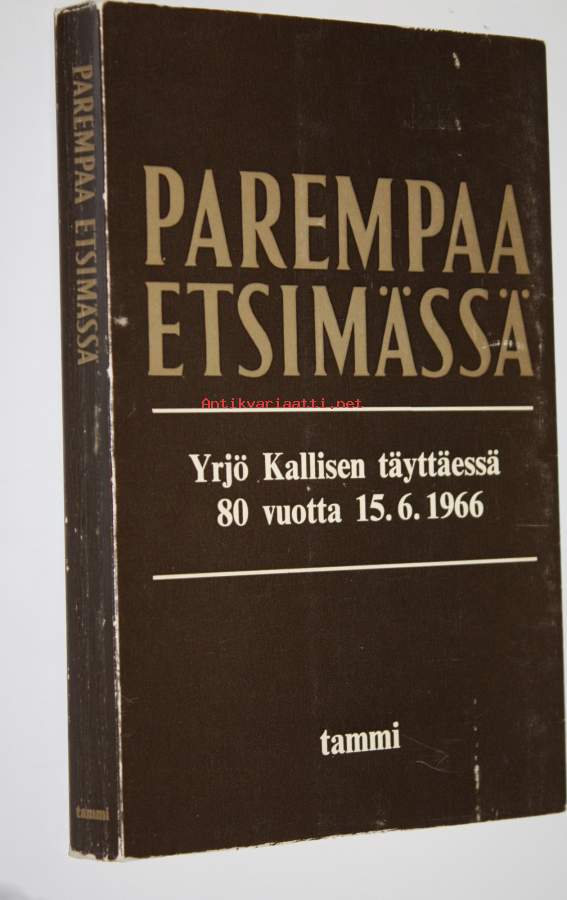 PAREMPAA ETSIMÄSSÄ
PAREMPAA
ETSIMÄSSÄ
Antikvariaatti.net
Yrjö Kallisen täyttäessä
80 vuotta 15.6.1966
tammi
tammi